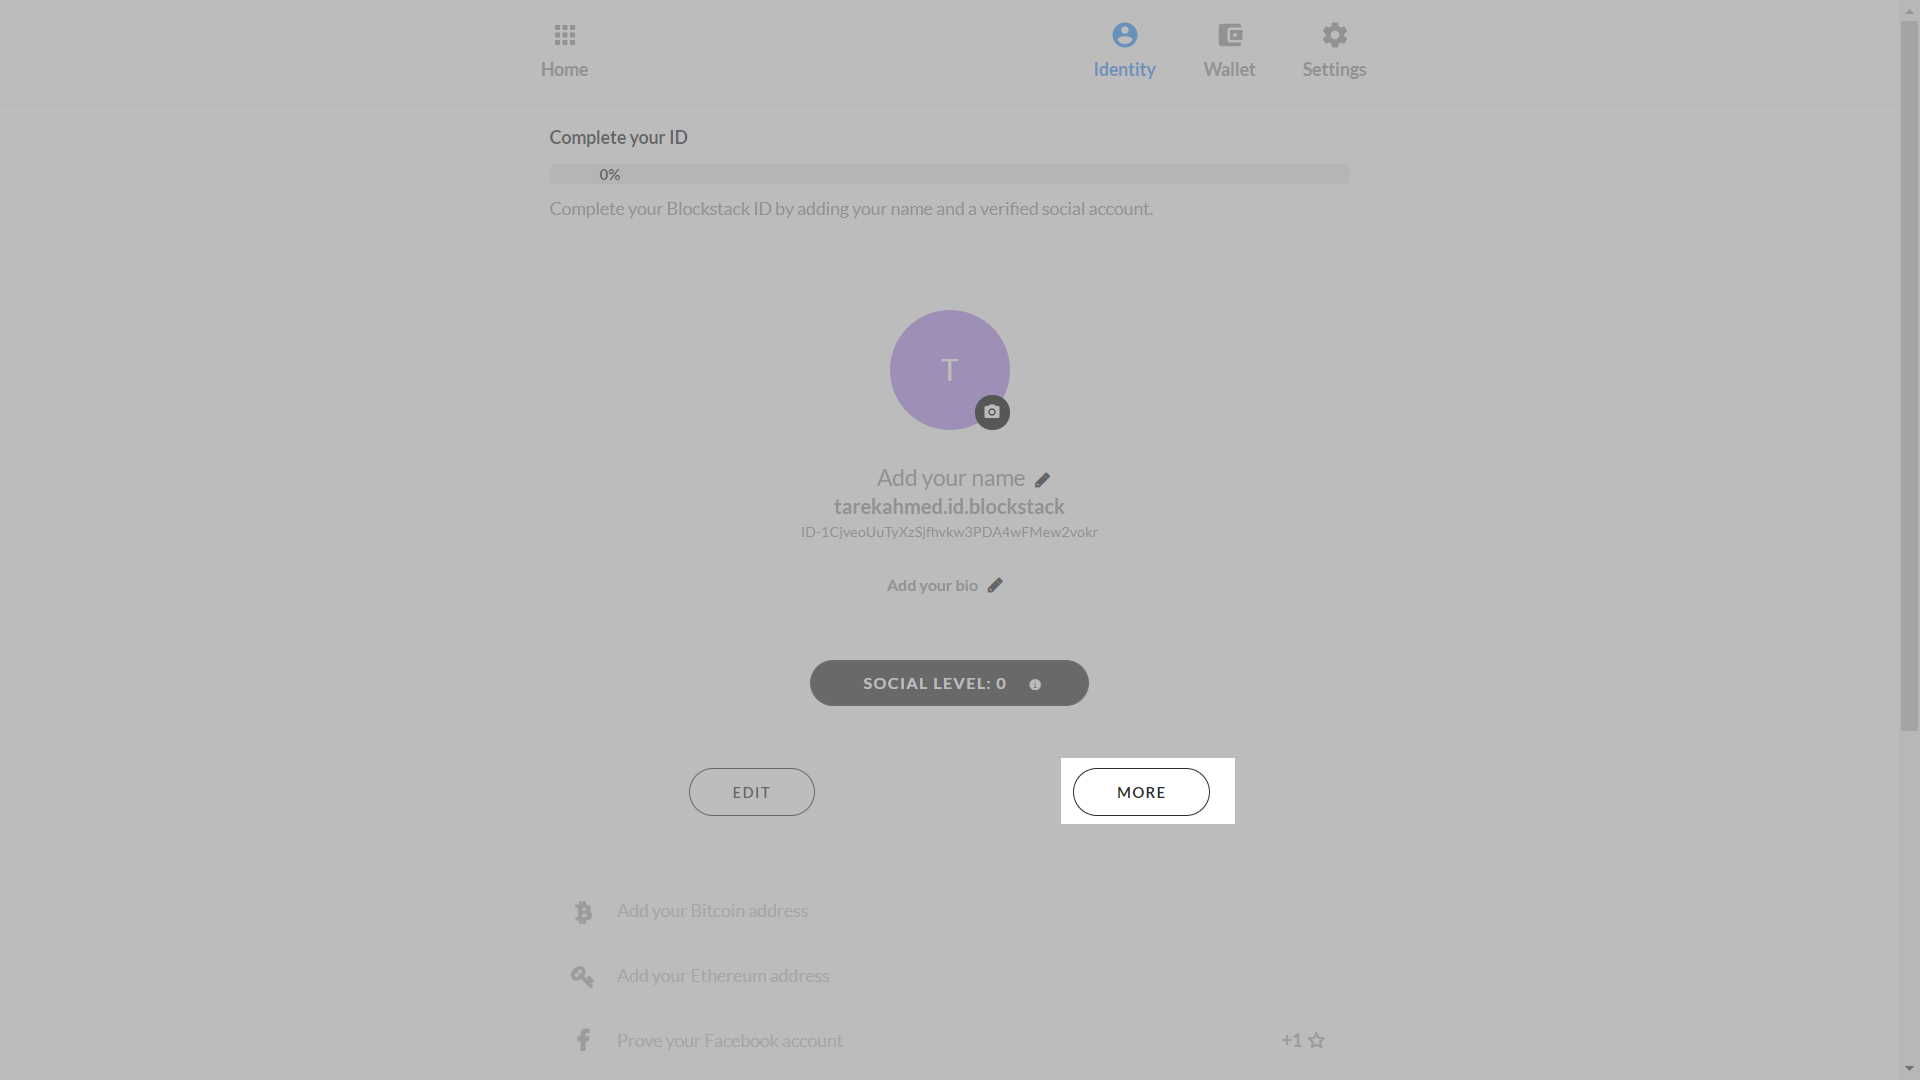 Home
Identity
Wallet
Settings
Complete your ID
0%
Complete your Blockstack ID by adding your name and a verified social account.
T
Add your name
tarekahmed.id.blockstack
ID-1CjveoUuTyXzSjfhvkw3PDA4wFMew2vokr
Add your bio
SOCIAL LEVEL: 0
EDIT
MORE
Add your Bitcoin address
Add your Ethereum address
Prove your Facebook account
+1